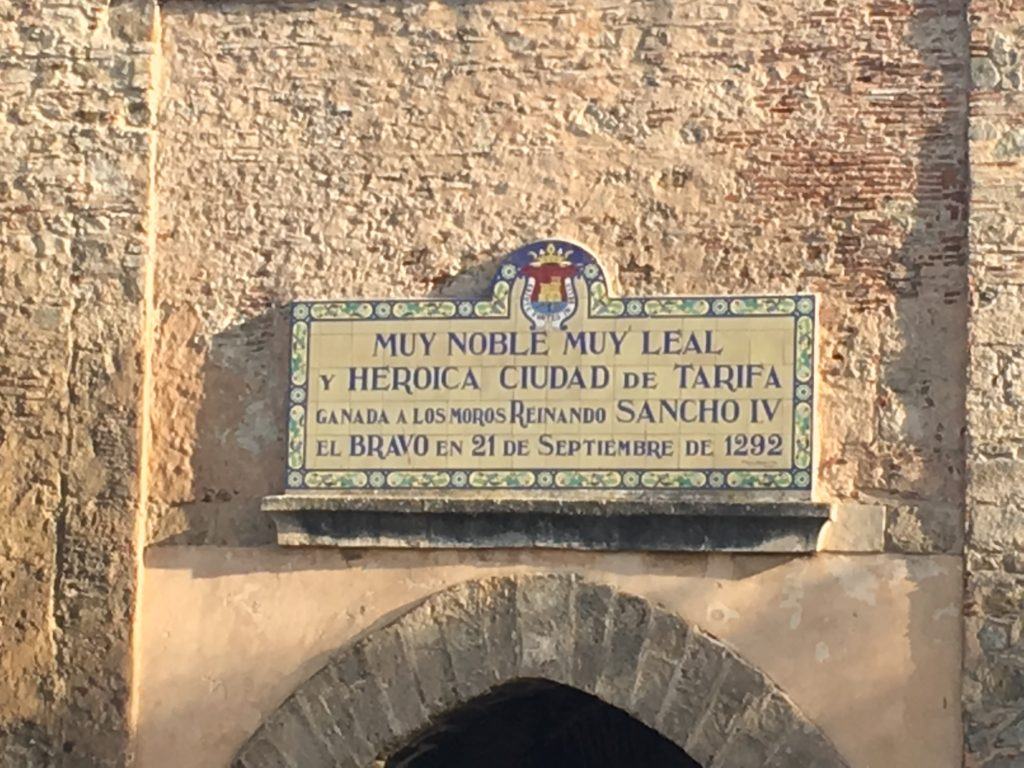 MUY NOBLE MUY LEAL
Y HEROICA CIUDAD DE TARIFA
GANADA A LOS MOROS REINANDO SANCHO IV
EL BRAVO EN 21 DE SEPTIEMBRE DE 1292